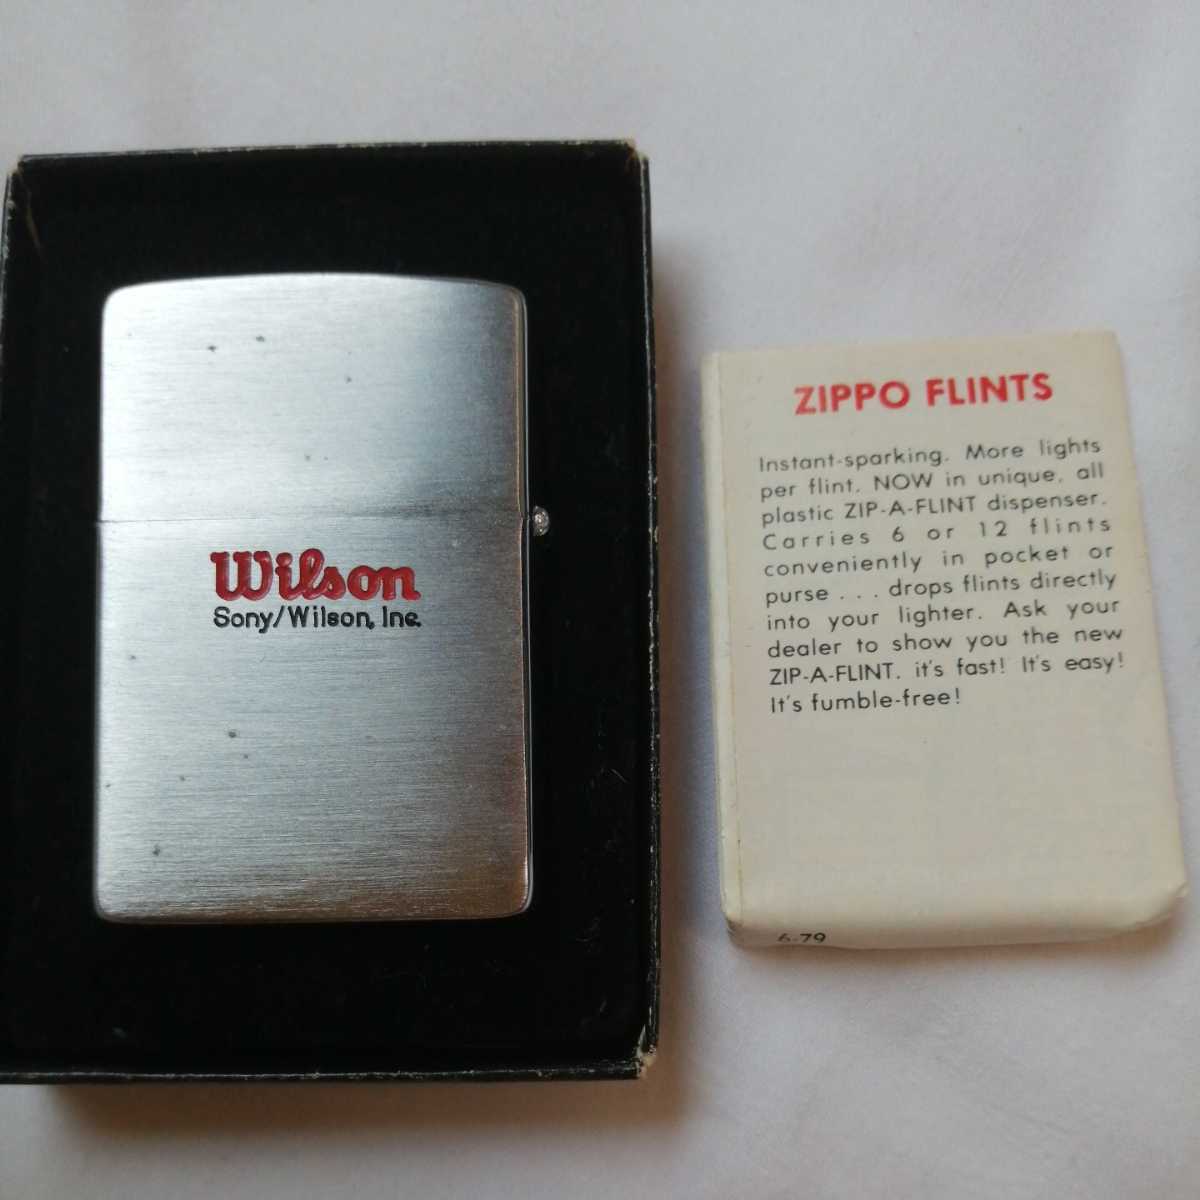 Wilson
Sony/Wilson, Inc.
ZIPPO FLINTS
Instant-sparking. More lights
per flint. NOW in unique, all
plastic ZIP-A-FLINT dispenser.
Carries 6 or 12 flints
conveniently in pocket or
purse . . . drops flints directly
into your lighter. Ask your
dealer to show you the new
ZIP-A-FLINT. it's fast! It's easy!
It's fumble-free!
6-79